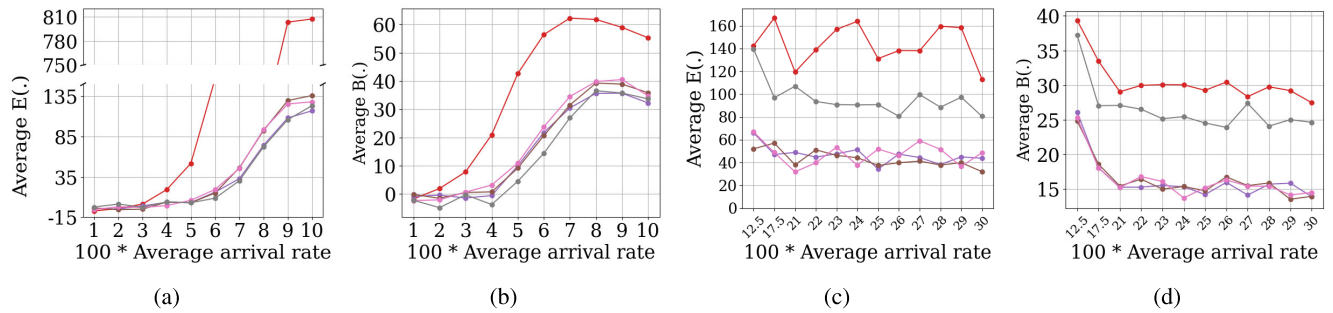 810
780
750
135
85
35
-15
Average E(.)
1 2 3 4 5 6 7 8 9 10
100 * Average arrival rate
(a)
60
50
40
30
20
10
0
Average B(.)
1 2 3 4 5 6 7 8 9 10
100 * Average arrival rate
(b)
160
140
120
100
80
60
40
20
0
Average E(.)
12.5 17.5 21 22 23 24 25 26 27 28 29 30
100 * Average arrival rate
(c)
40
35
30
25
20
15
Average B(.)
12.5 17.5 21 22 23 24 25 26 27 28 29 30
100 * Average arrival rate
(d)